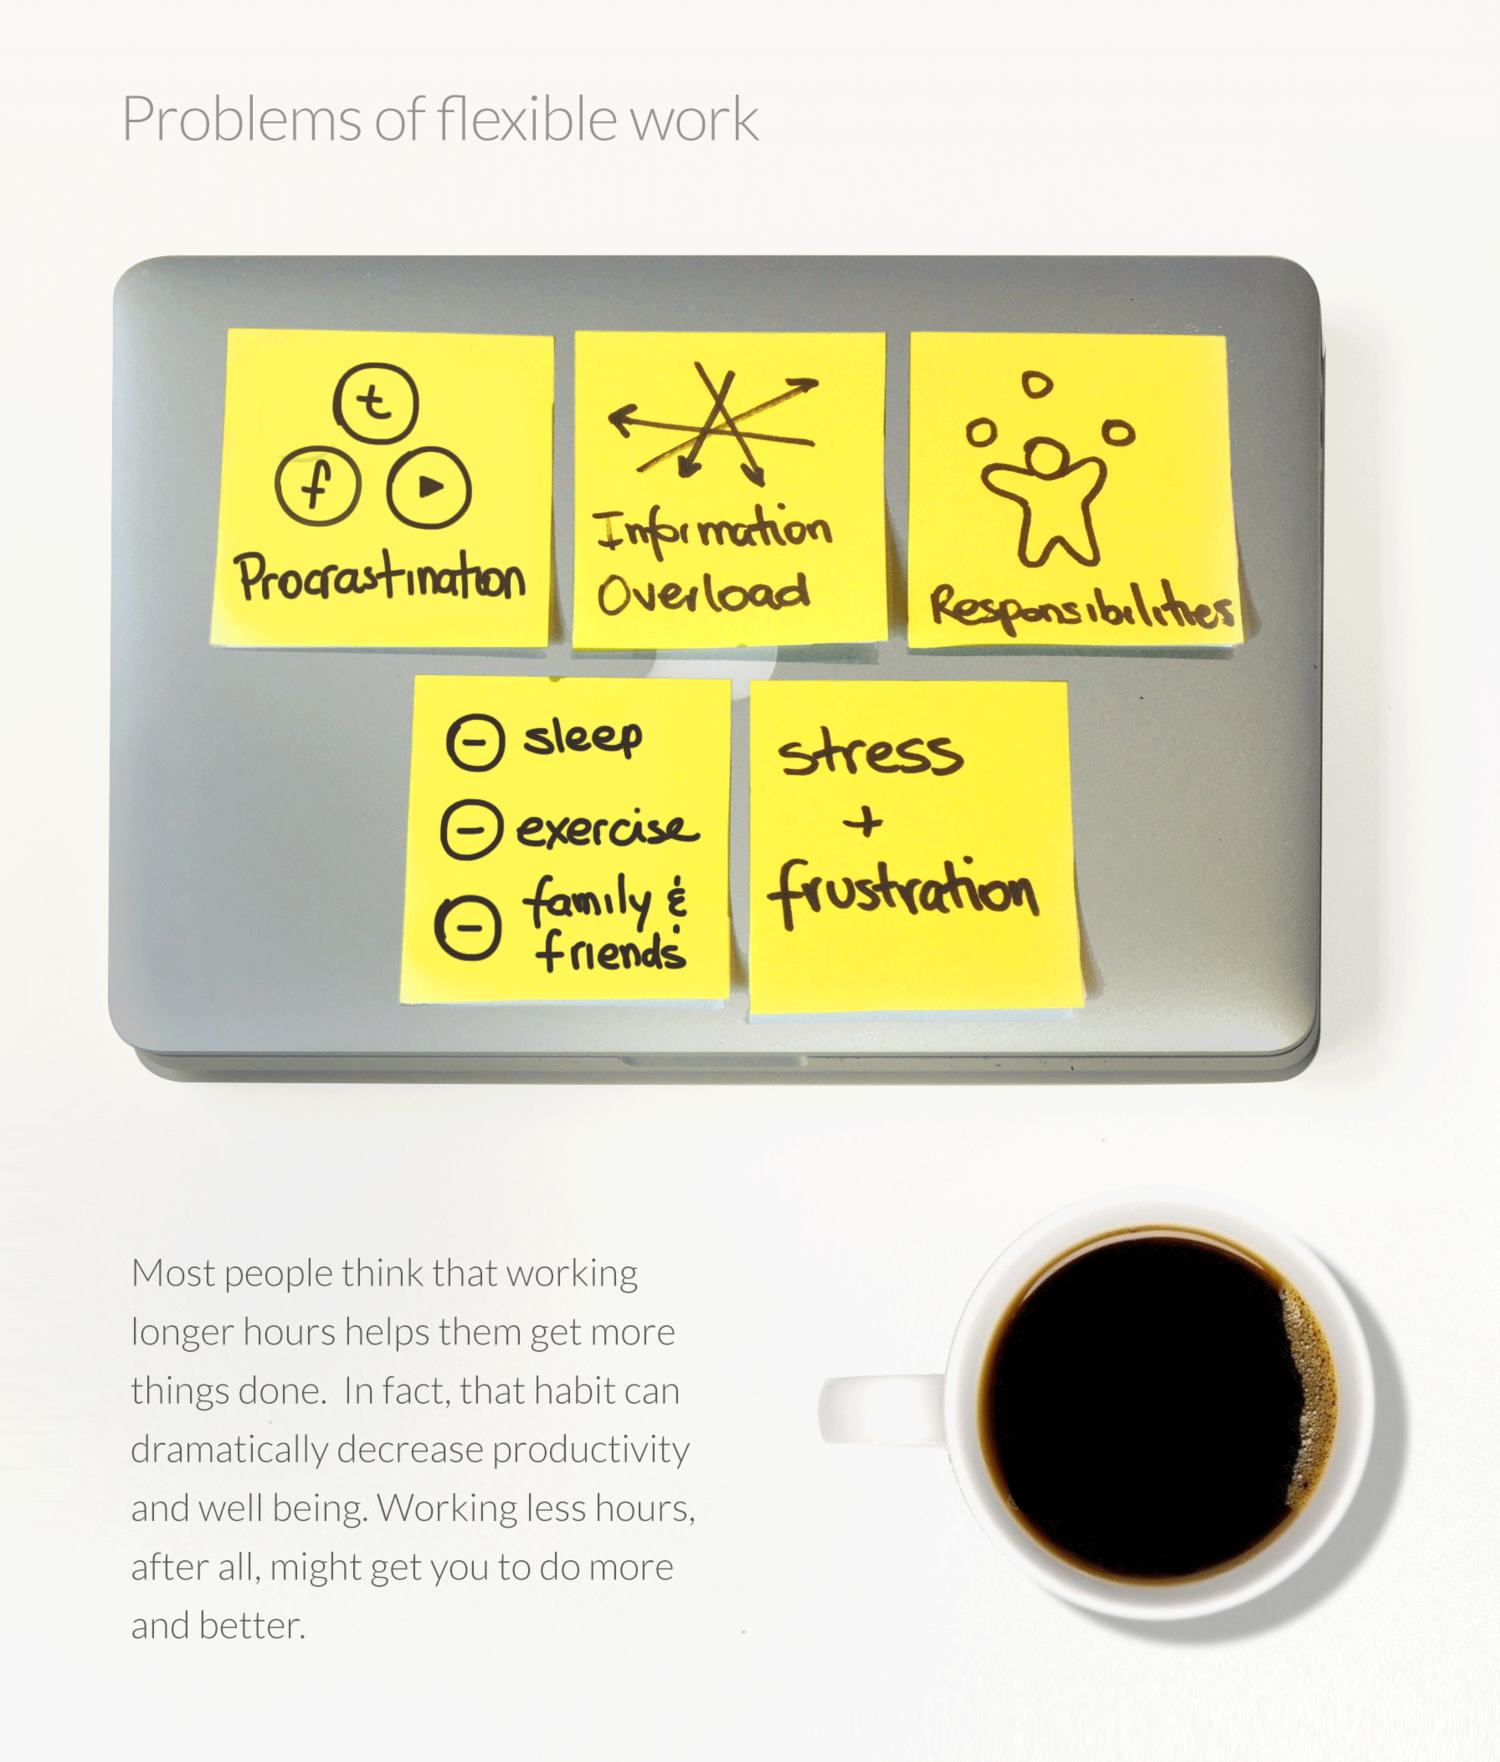 Problems of flexible work
t
f
Procrastination
Information
Overload
Responsibilities
sleep
exercise
family &
friends
stress
+
frustration
Most people think that working
longer hours helps them get more
things done.  In fact, that habit can
dramatically decrease productivity
and well being. Working less hours,
after all, might get you to do more
and better.